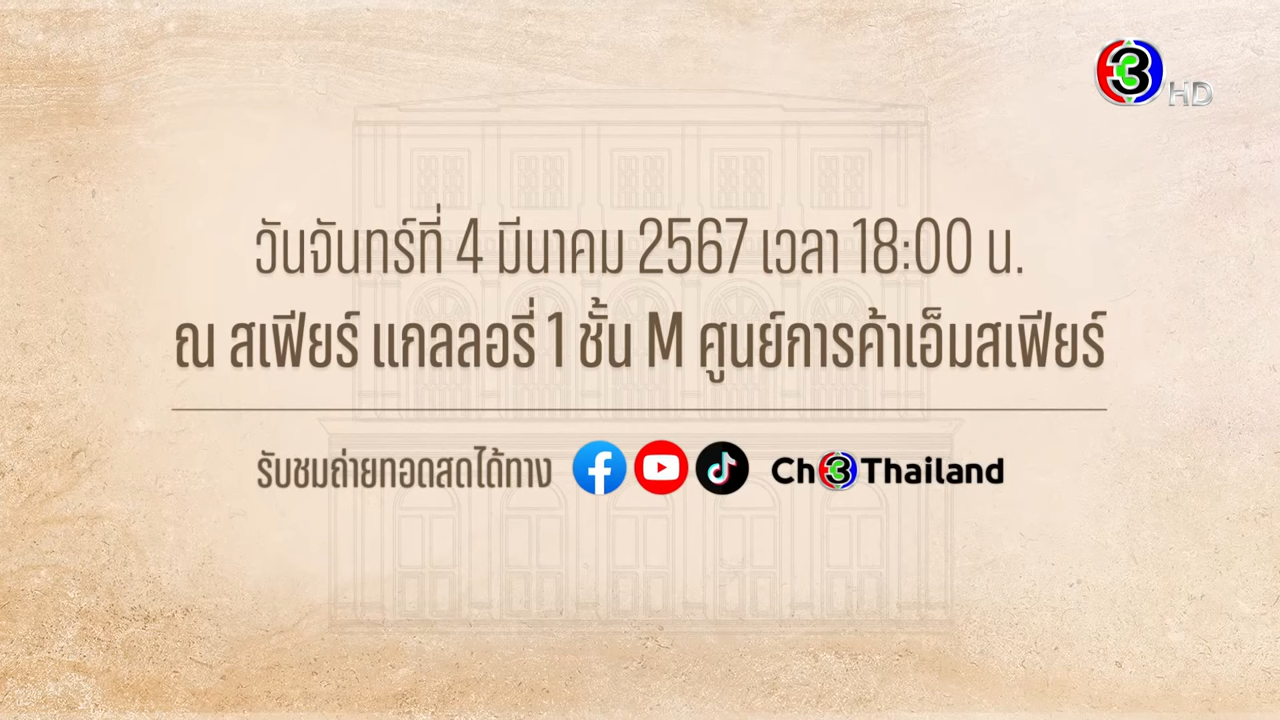 3 HD
วันจันทร์ที่ 4 มีนาคม 2567 เวลา 18:00 น.
ณ สเฟียร์ แกลลอรี่ 1 ชั้น M ศูนย์การค้าเอ็มสเฟียร์
รับชมถ่ายทอดสดได้ทาง Ch3Thailand